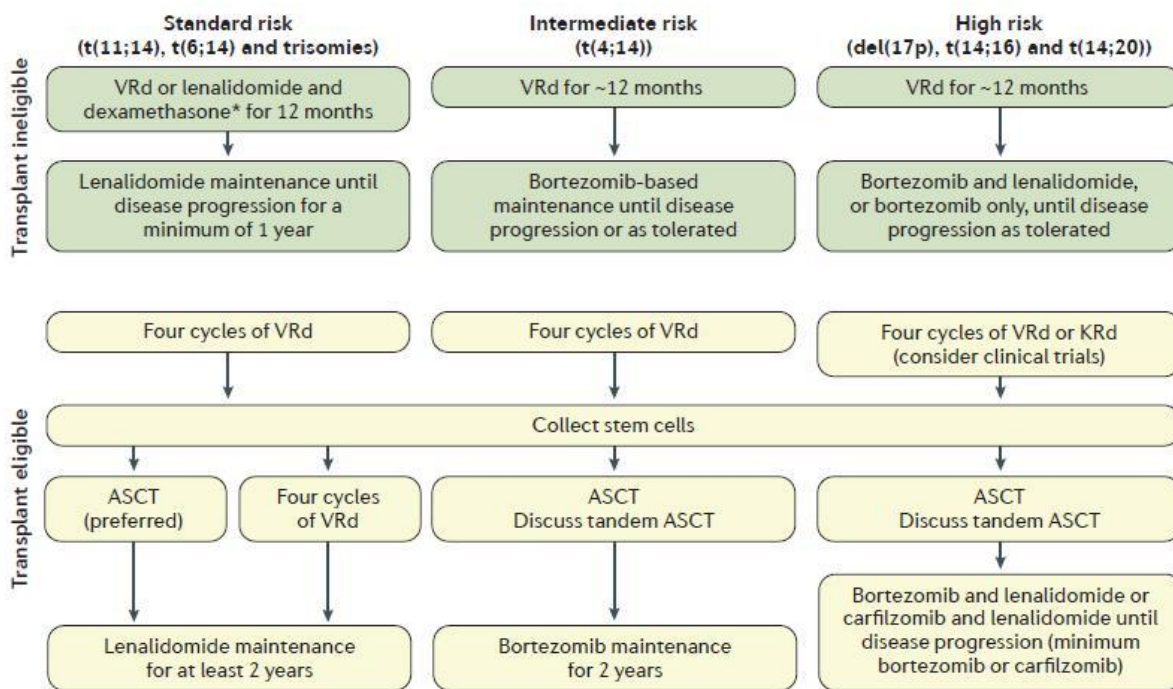 Standard risk
(t(11;14), t(6;14) and trisomies)
Intermediate risk
(t(4;14))
High risk
(del(17p), t(14;16) and t(14;20))
Transplant ineligible
VRd or lenalidomide and
dexamethasone* for 12 months
VRd for ~12 months
VRd for ~12 months
Lenalidomide maintenance until
disease progression for a
minimum of 1 year
Bortezomib-based
maintenance until disease
progression or as tolerated
Bortezomib and lenalidomide,
or bortezomib only, until disease
progression as tolerated
Transplant eligible
Four cycles of VRd
Four cycles of VRd
Four cycles of VRd or KRd
(consider clinical trials)
Collect stem cells
ASCT
(preferred)
Four cycles
of VRd
ASCT
Discuss tandem ASCT
ASCT
Discuss tandem ASCT
Lenalidomide maintenance
for at least 2 years
Bortezomib maintenance
for 2 years
Bortezomib and lenalidomide or
carfilzomib and lenalidomide until
disease progression (minimum
bortezomib or carfilzomib)